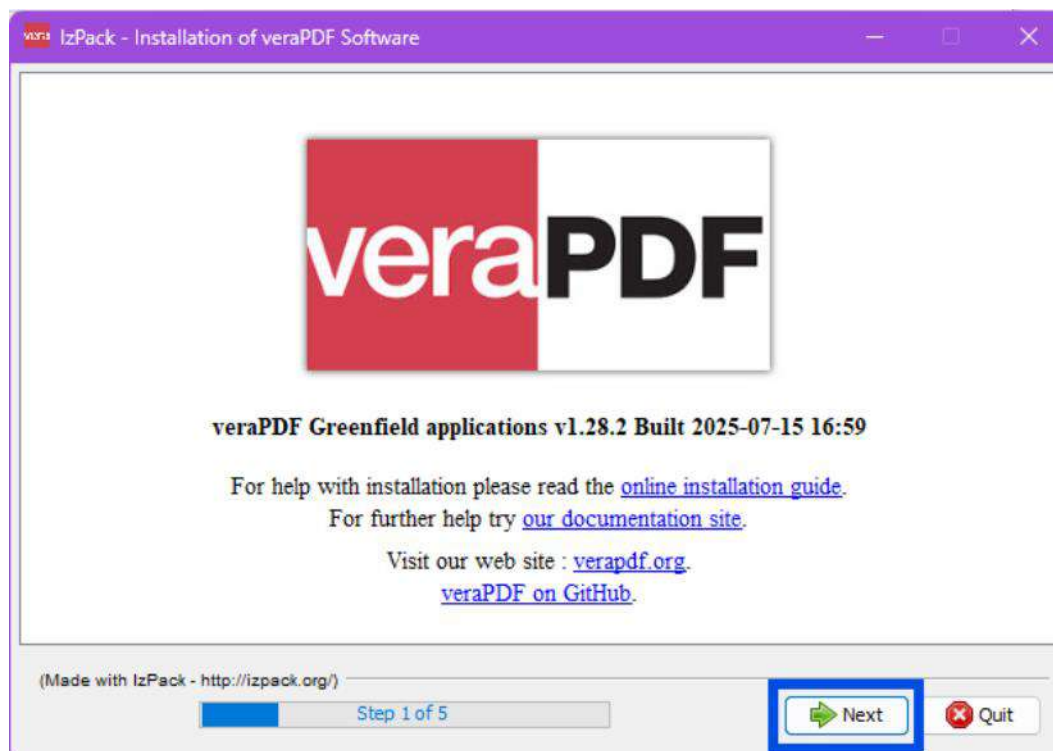 IzPack - Installation of veraPDF Software
veraPDF
veraPDF Greenfield applications v1.28.2 Built 2025-07-15 16:59
For help with installation please read the online installation guide.
For further help try our documentation site.
Visit our web site : verapdf.org.
veraPDF on GitHub.
(Made with IzPack - http://izpack.org/)
Step 1 of 5
Next
Quit